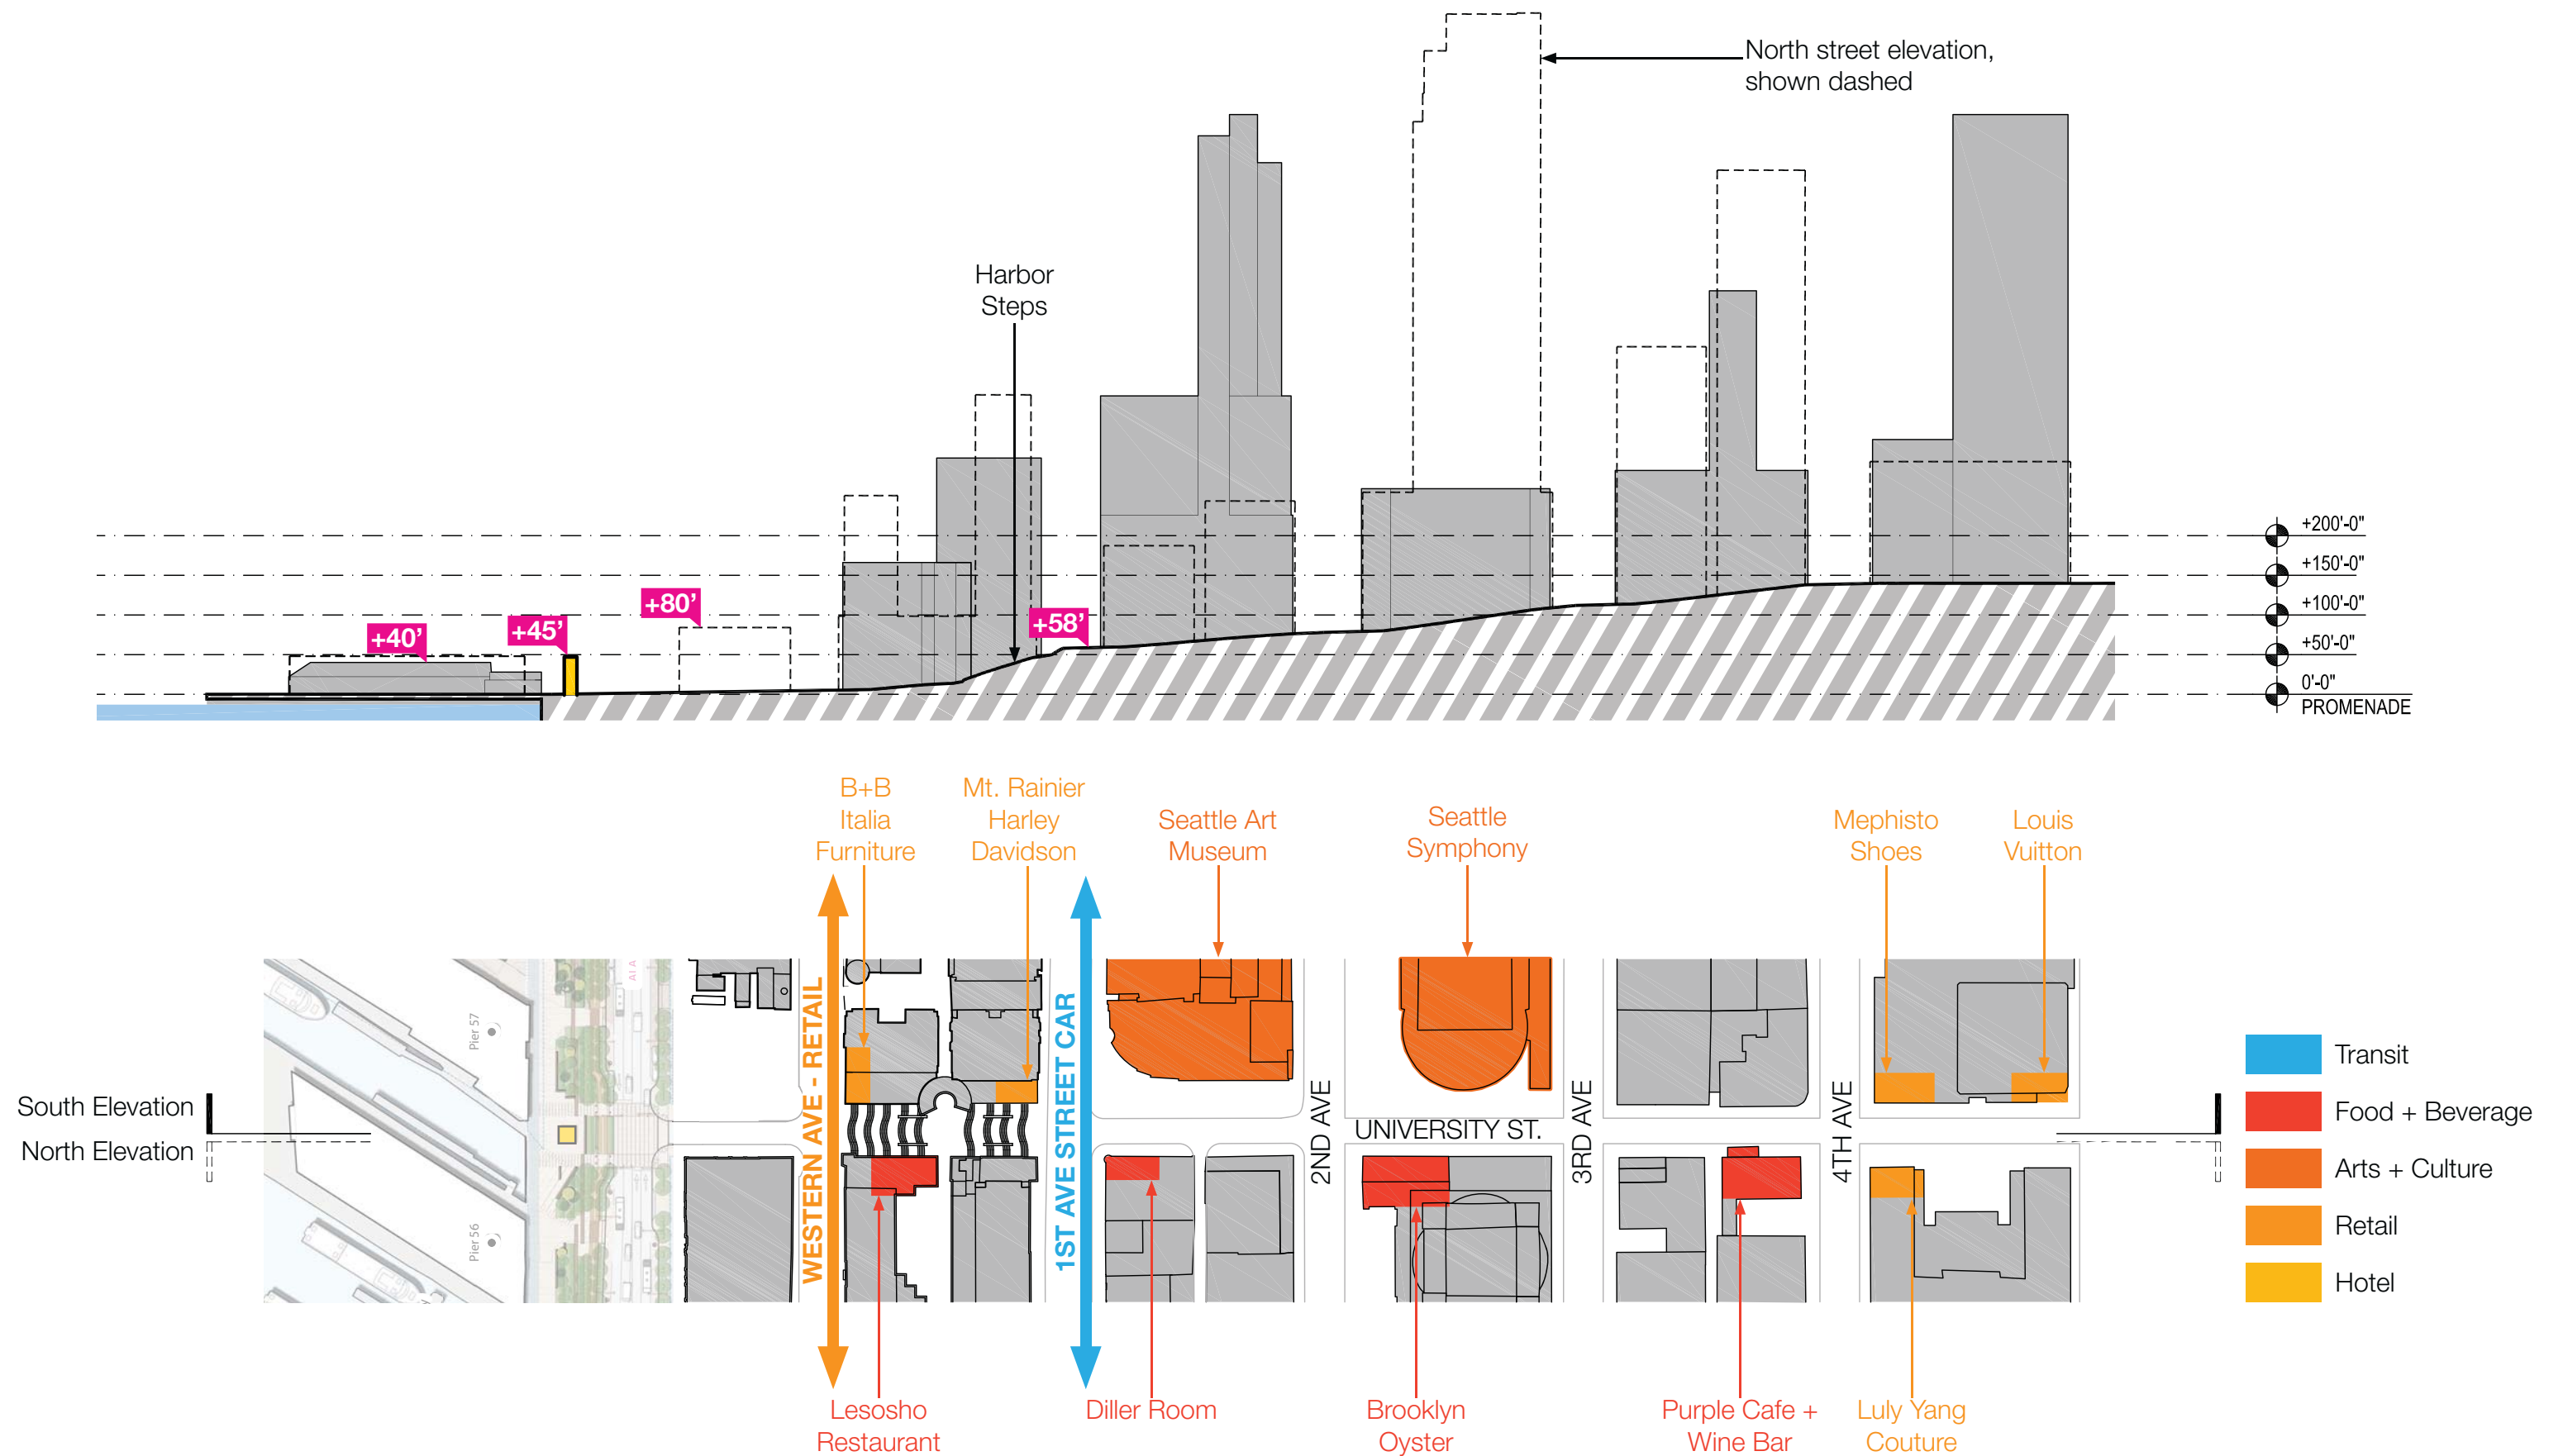 North street elevation,
shown dashed
Harbor
Steps
+200'-0"
+150'-0"
+100'-0"
+50'-0"
0'-0"
PROMENADE
+40'
+45'
+80'
+58'
B+B
Italia
Furniture
Mt. Rainier
Harley
Davidson
Seattle Art
Museum
Seattle
Symphony
Mephisto
Shoes
Louis
Vuitton
South Elevation
North Elevation
Pier 57
Pier 56
WESTERN AVE - RETAIL
1ST AVE STREET CAR
2ND AVE
UNIVERSITY ST.
3RD AVE
4TH AVE
Transit
Food + Beverage
Arts + Culture
Retail
Hotel
Lesosho
Restaurant
Diller Room
Brooklyn
Oyster
Purple Cafe +
Wine Bar
Luly Yang
Couture